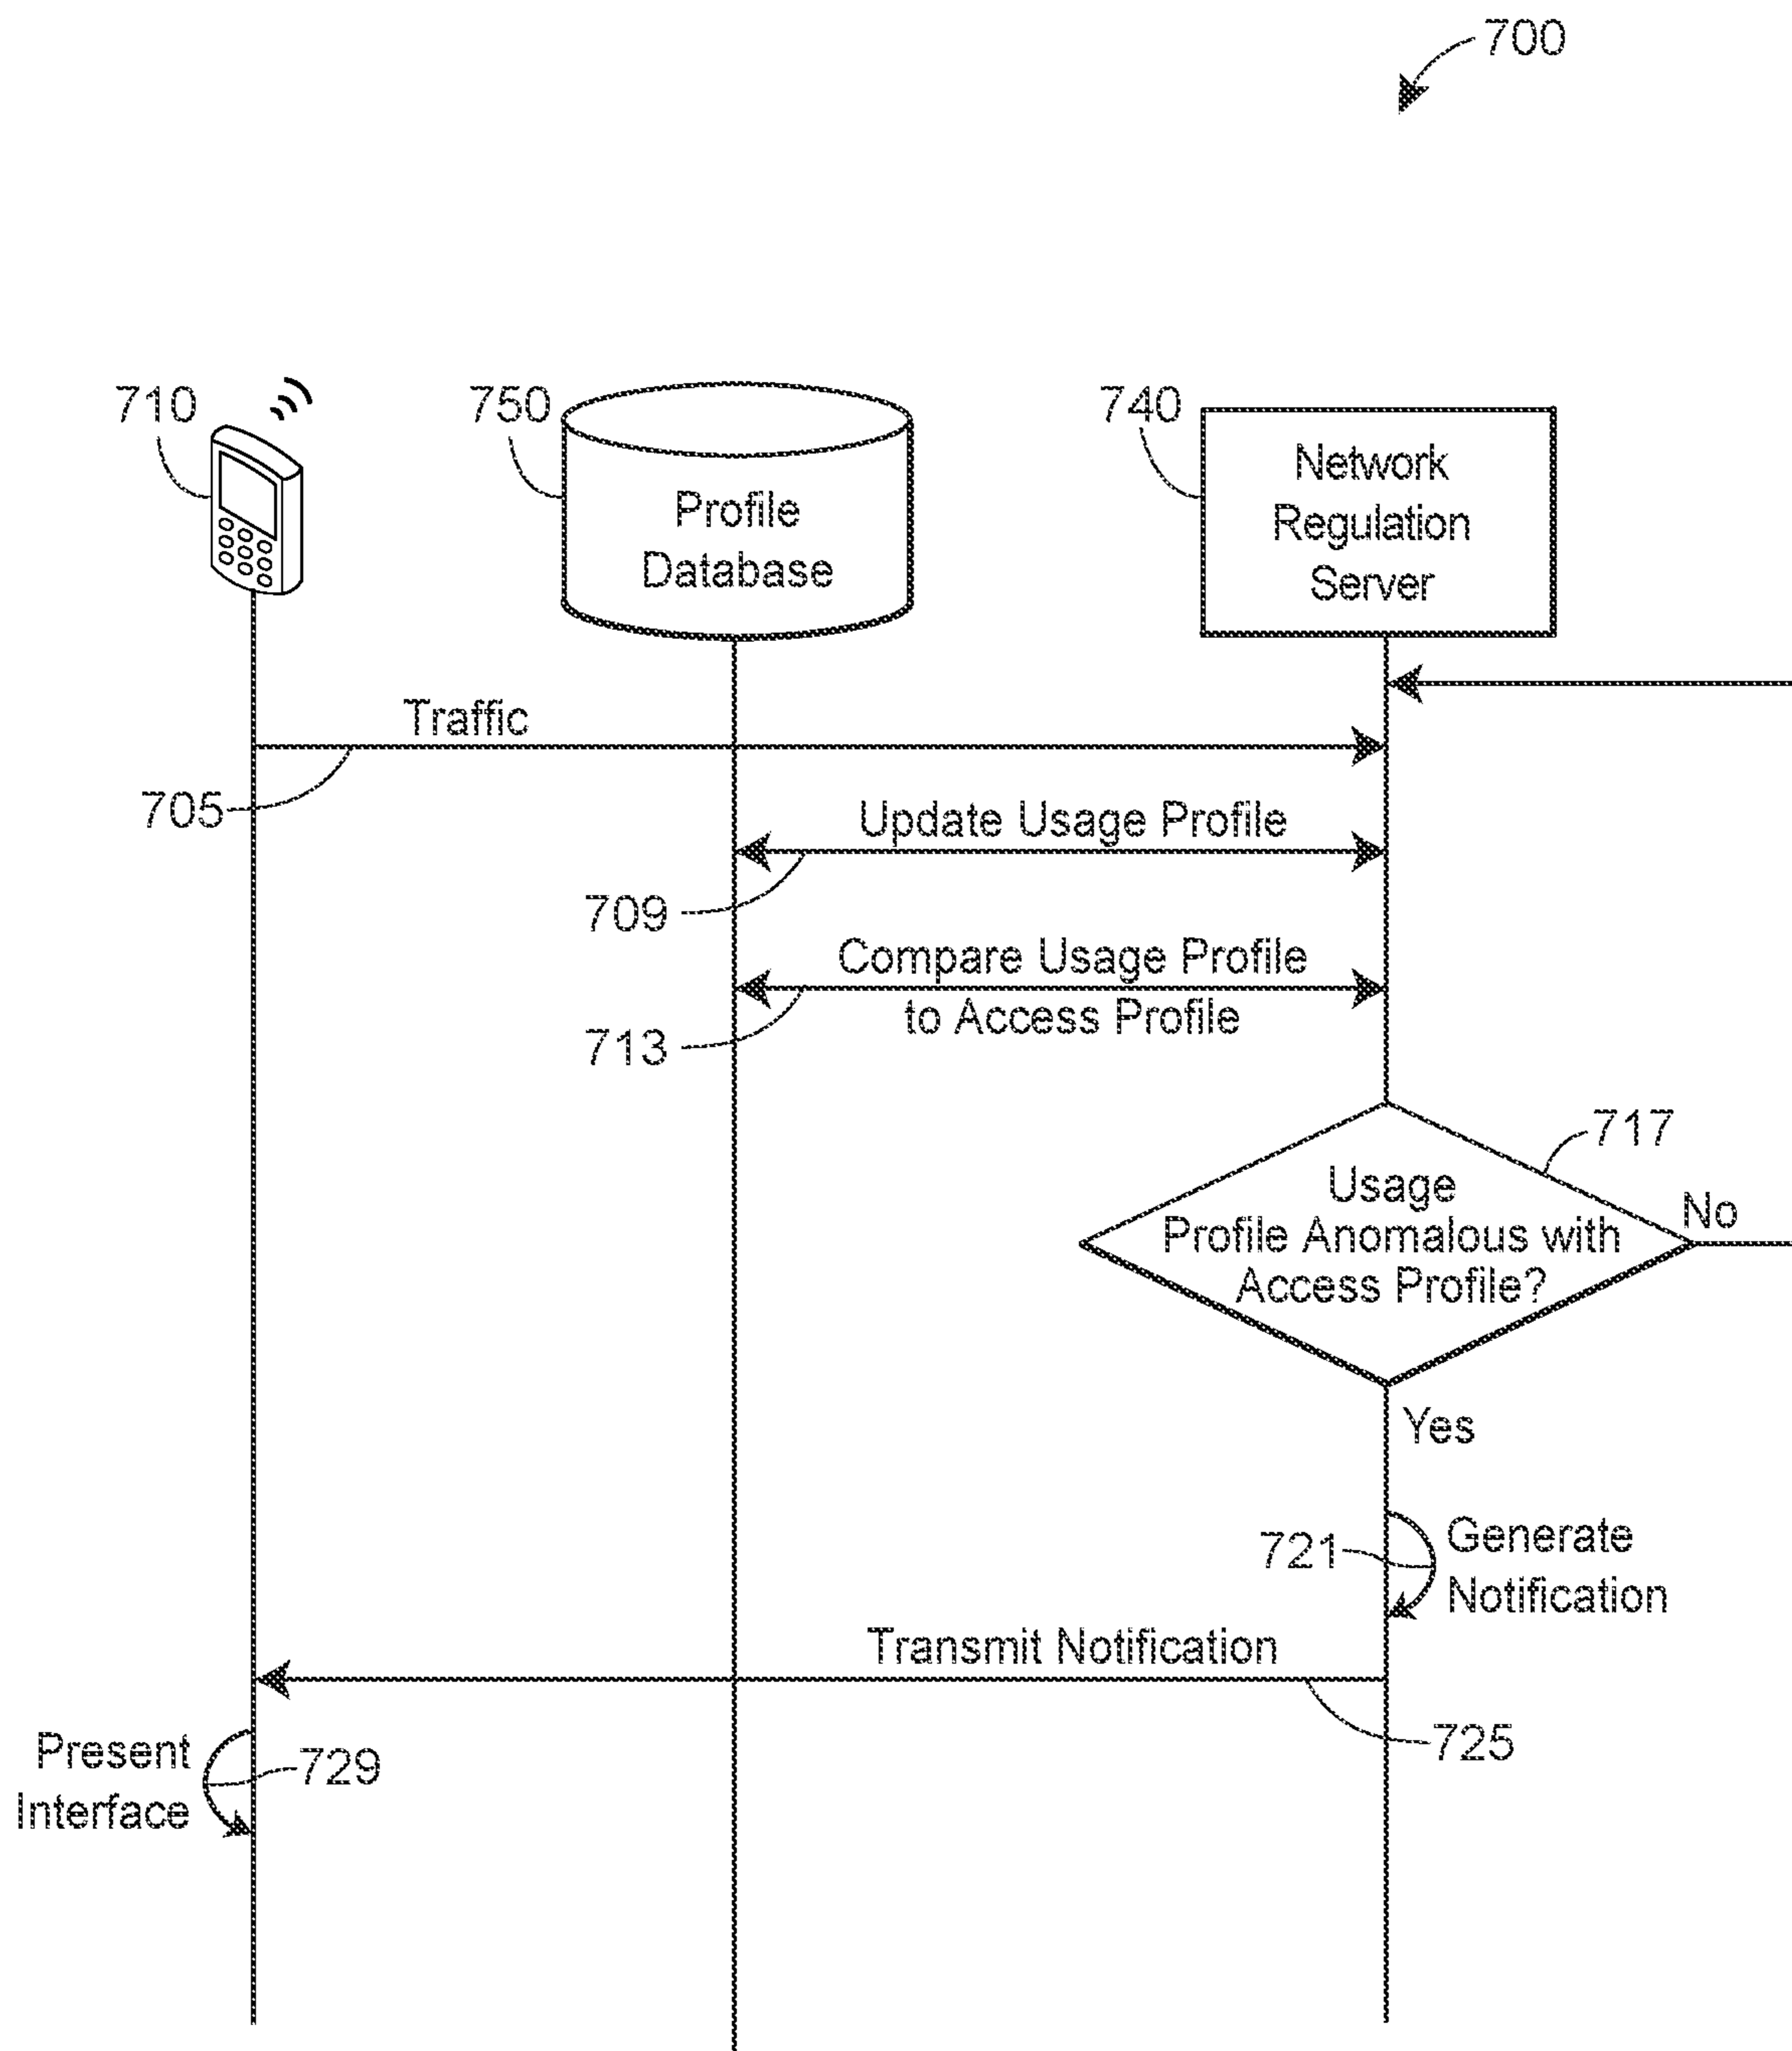 700
710
750
740
Profile
Database
Network
Regulation
Server
Traffic
705
Update Usage Profile
709
Compare Usage Profile
to Access Profile
713
717
Usage
Profile Anomalous with
Access Profile?
No
Yes
721
Generate
Notification
Transmit Notification
725
Present
Interface
729